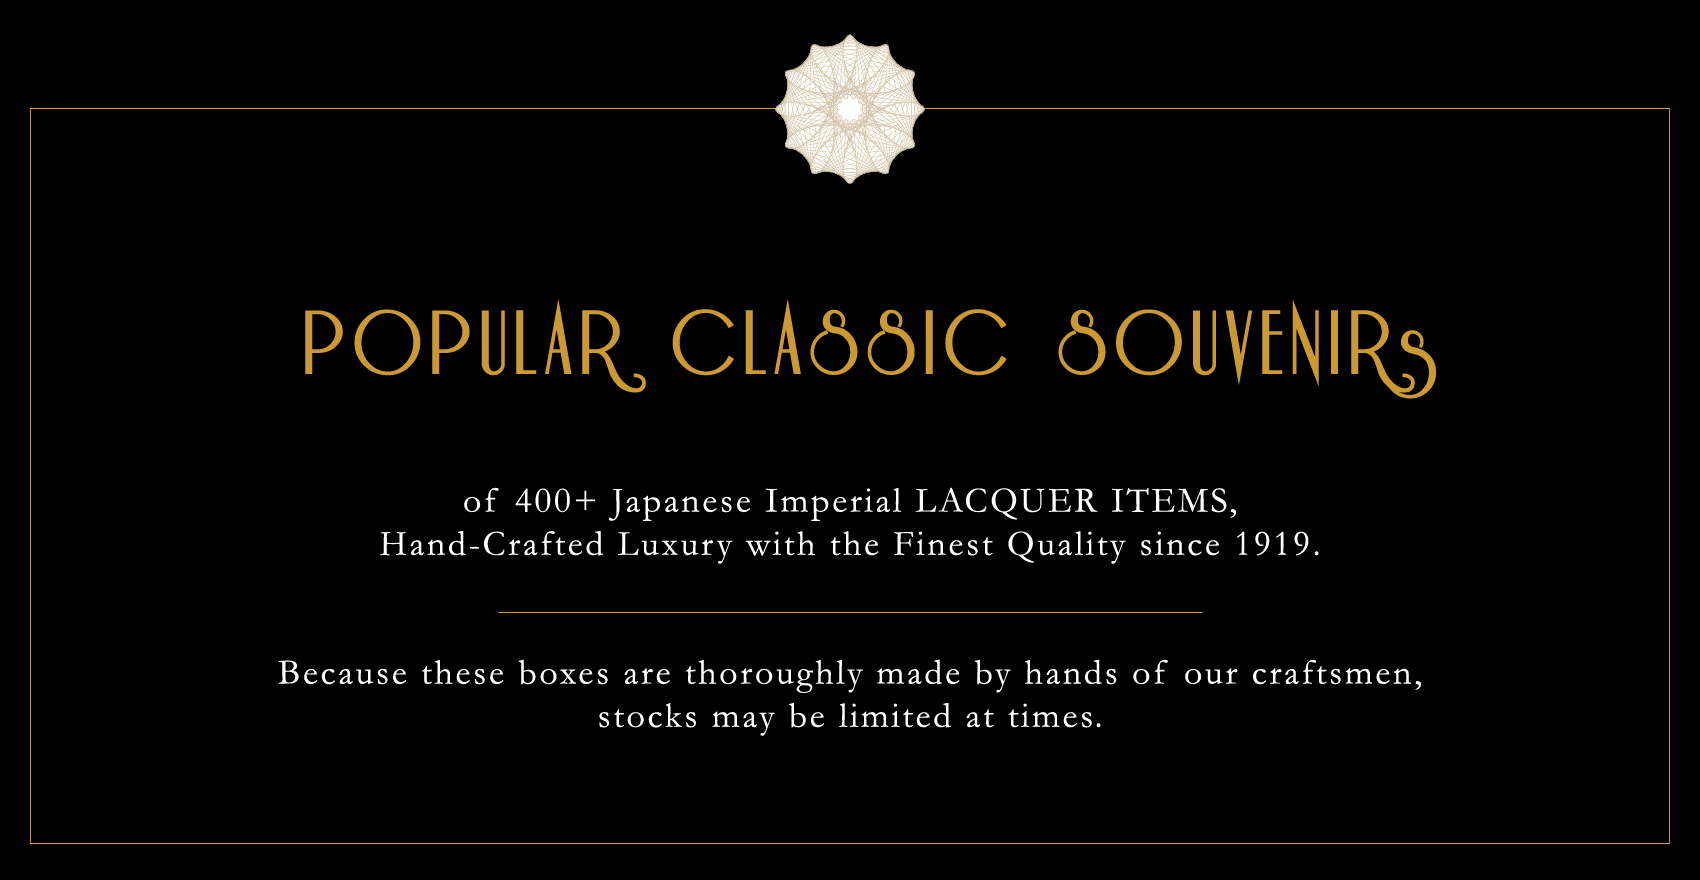 POPULAR CLASSIC SOUVENIRs
of 400+ Japanese Imperial LACQUER ITEMS,
Hand-Crafted Luxury with the Finest Quality since 1919.
Because these boxes are thoroughly made by hands of our craftsmen,
stocks may be limited at times.